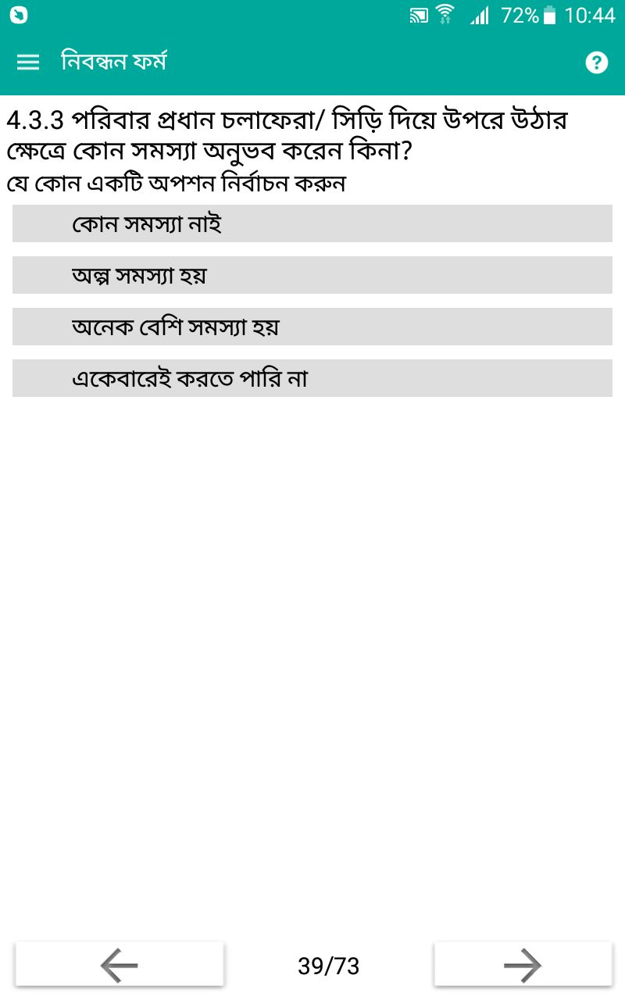 72% 10:44
নিবন্ধন ফর্ম
4.3.3 পরিবার প্রধান চলাফেরা/ সিড়ি দিয়ে উপরে উঠার
ক্ষেত্রে কোন সমস্যা অনুভব করেন কিনা?
যে কোন একটি অপশন নির্বাচন করুন
কোন সমস্যা নাই
অল্প সমস্যা হয়
অনেক বেশি সমস্যা হয়
একেবারেই করতে পারি না
39/73